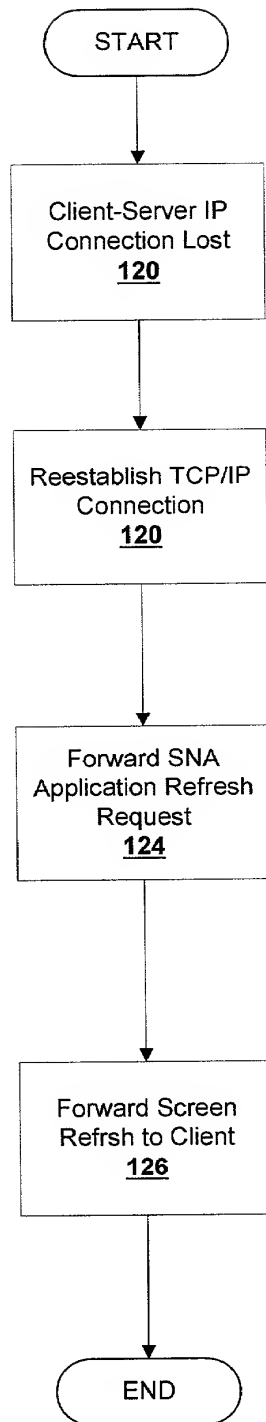 START
Client-Server IP
Connection Lost
120
Reestablish TCP/IP
Connection
120
Forward SNA
Application Refresh
Request
124
Forward Screen
Refrsh to Client
126
END